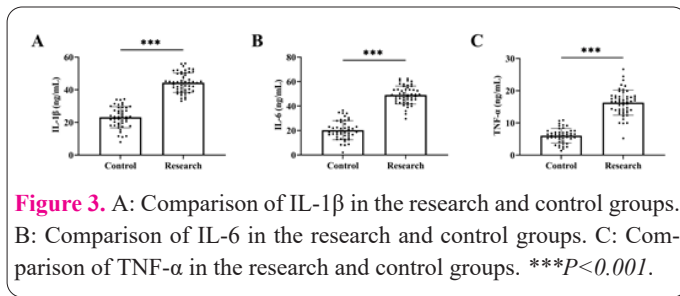 A
B
C
***
***
***
IL-1β (ng/mL)
60
40
20
0
Control
Research
IL-6 (ng/mL)
80
60
40
20
0
Control
Research
TNF-α (ng/mL)
30
20
10
0
Control
Research
Figure 3. A: Comparison of IL-1β in the research and control groups.
B: Comparison of IL-6 in the research and control groups. C: Com-
parison of TNF-α in the research and control groups. ***P<0.001.